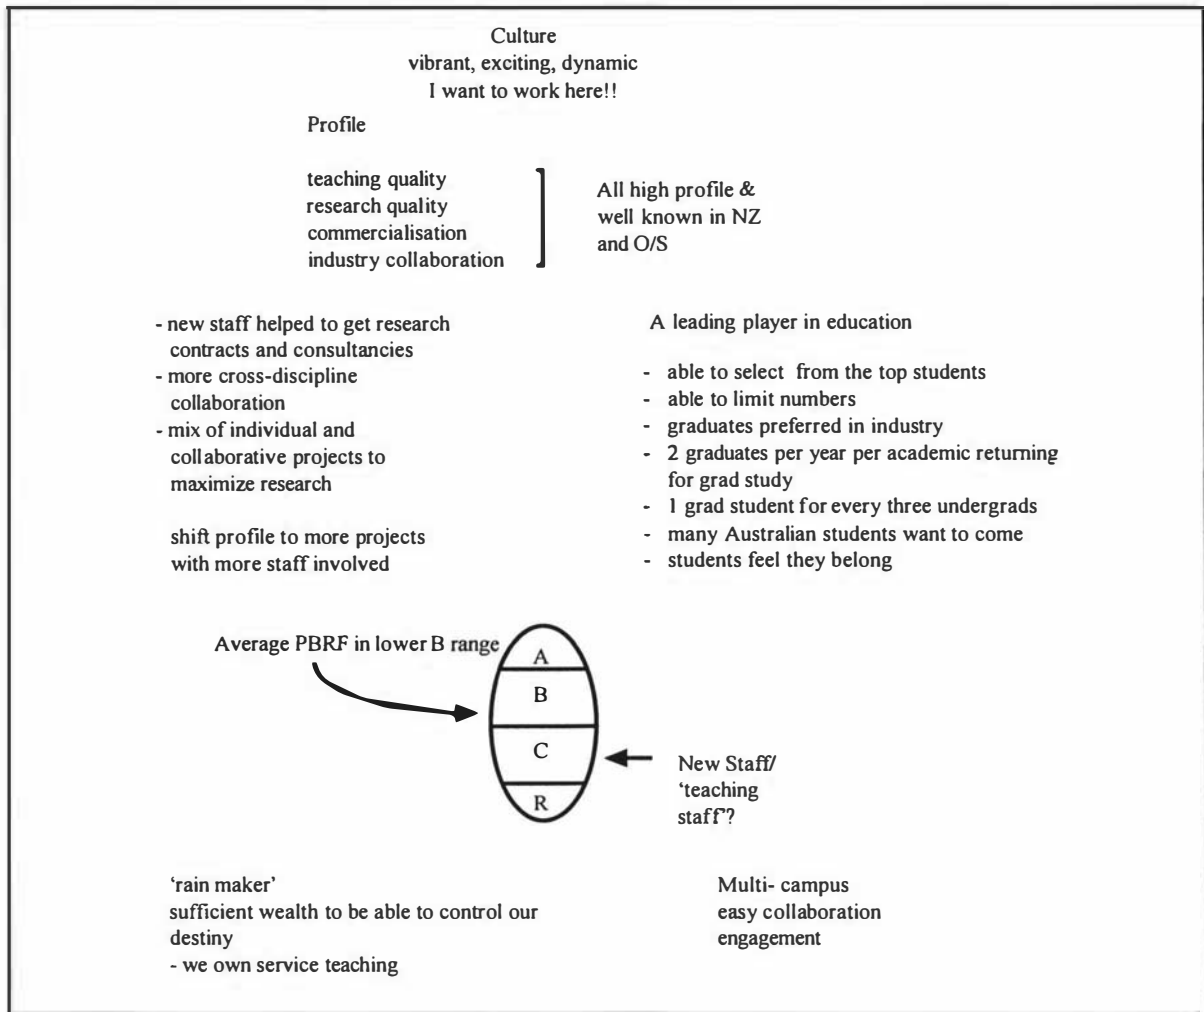 Culture
vibrant, exciting, dynamic
I want to work here!!
Profile
teaching quality
research quality
commercialisation
industry collaboration
All high profile &
well known in NZ
and O/S
- new staff helped to get research
contracts and consultancies
- more cross-discipline
collaboration
- mix of individual and
collaborative projects to
maximize research
shift profile to more projects
with more staff involved
A leading player in education
- able to select from the top students
- able to limit numbers
- graduates preferred in industry
- 2 graduates per year per academic returning
for grad study
- 1 grad student for every three undergrads
- many Australian students want to come
- students feel they belong
Average PBRF in lower B range
A
B
C
R
New Staff/
‘teaching
staff’?
‘rain maker’
sufficient wealth to be able to control our
destiny
- we own service teaching
Multi- campus
easy collaboration
engagement